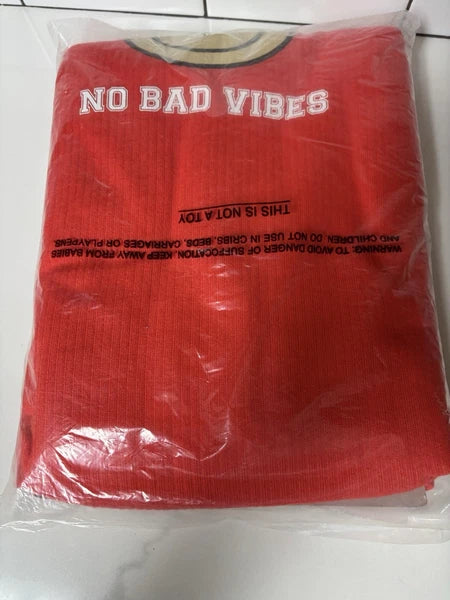 NO BAD VIBES
WARNING: TO AVOID DANGER OF SUFFOCATION, KEEP AWAY FROM BABIES
AND CHILDREN. DO NOT USE IN CRIBS, BEDS, CARRIAGES OR PLAYPENS.
THIS IS NOT A TOY